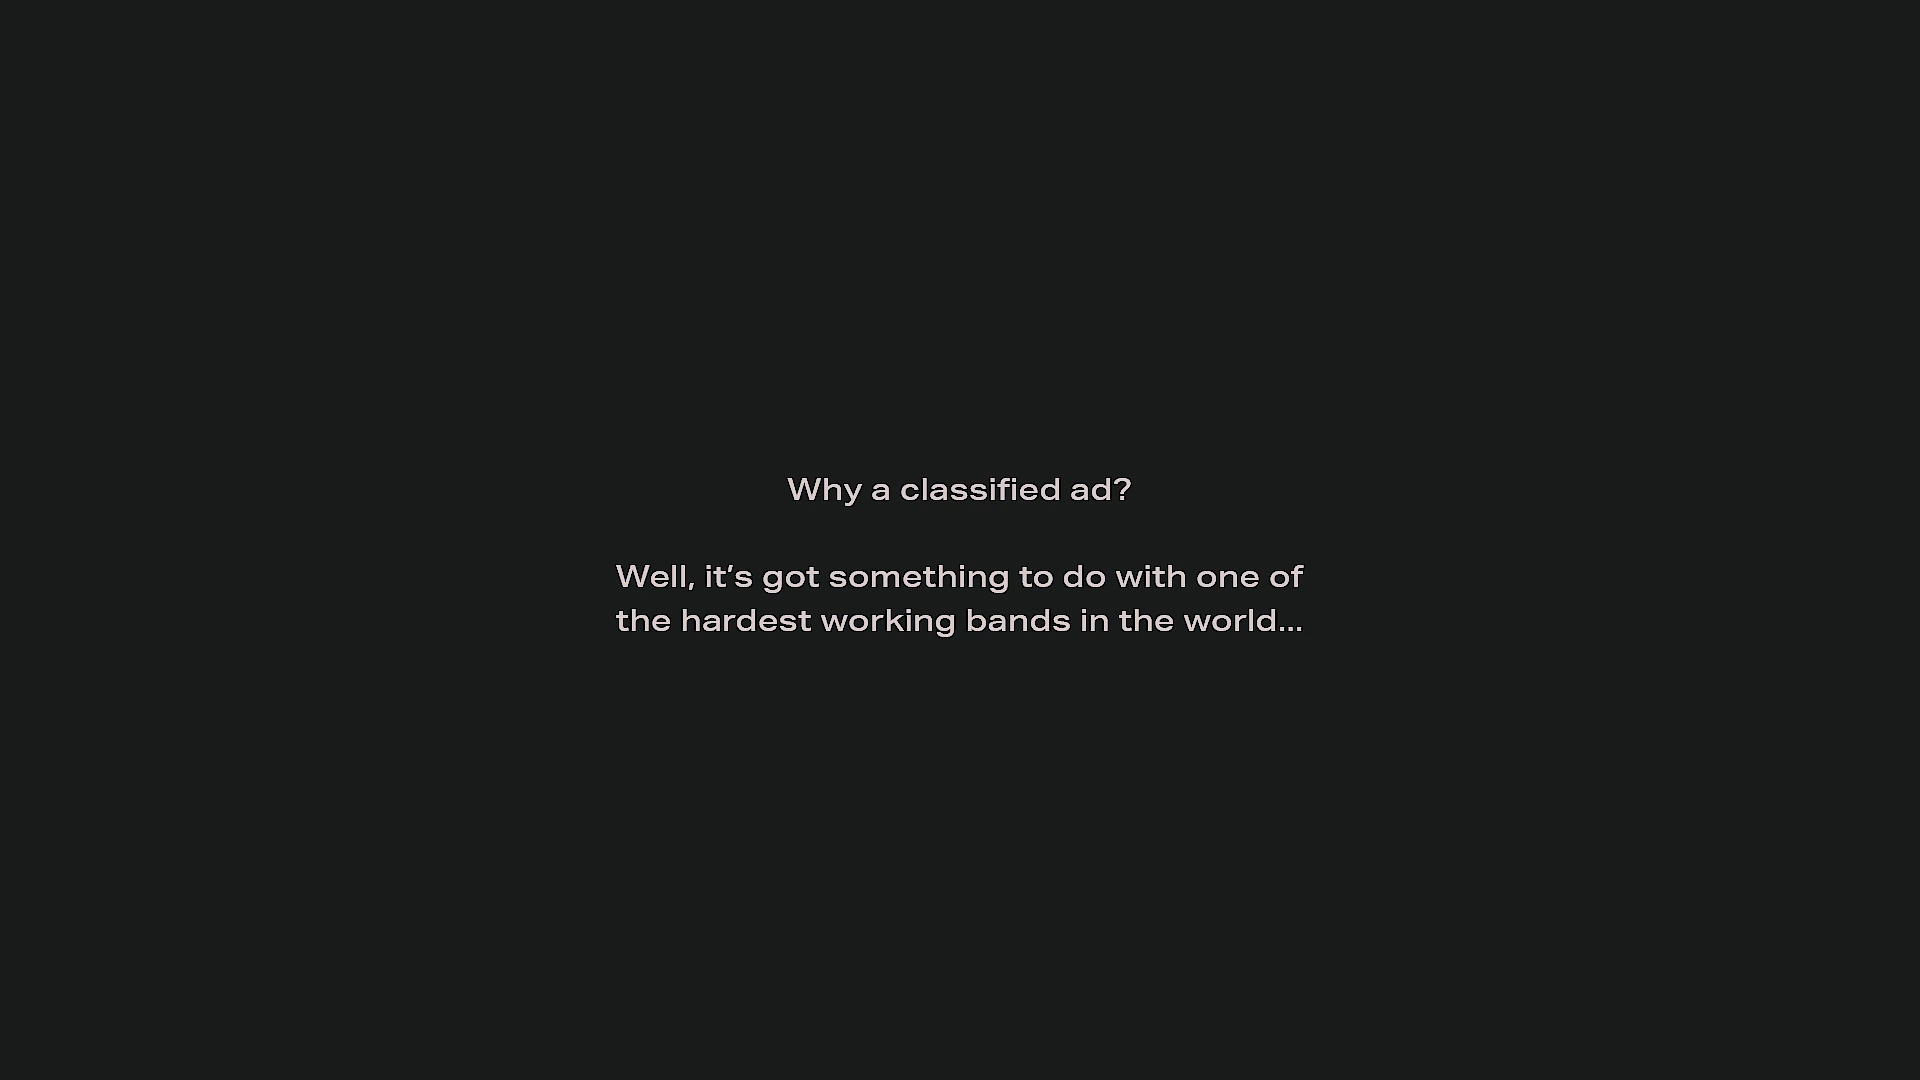 Why a classified ad?
Well, it’s got something to do with one of
the hardest working bands in the world...